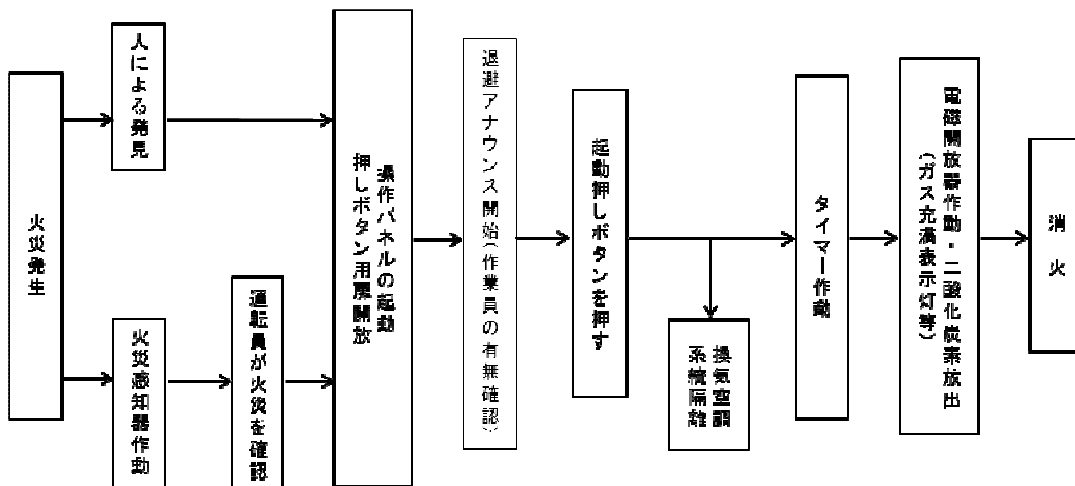 火災発生
人による発見
火災感知器作動
運転員が火災を確認
操作パネルの起動
押しボタン用扉開放
退避アナウンス開始(作業員の有無確認)
起動押しボタンを押す
換気空調
系統隔離
タイマー作動
電磁開放器作動・二酸化炭素放出
(ガス充満表示灯等)
消火